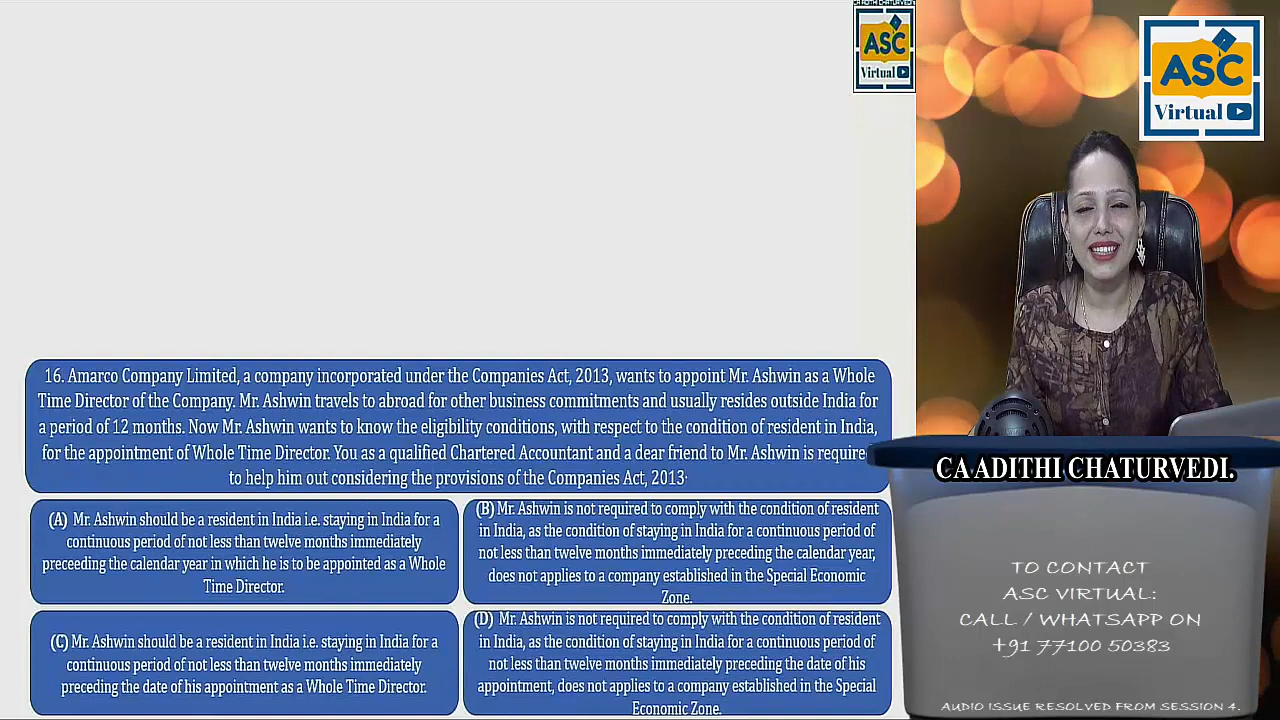 CA ADITHI CHATURVEDI
ASC
Virtual
ASC
Virtual
16. Amarco Company Limited, a company incorporated under the Companies Act, 2013, wants to appoint Mr. Ashwin as a Whole
Time Director of the Company. Mr. Ashwin travels to abroad for other business commitments and usually resides outside India for
a period of 12 months. Now Mr. Ashwin wants to know the eligibility conditions, with respect to the condition of resident in India,
for the appointment of Whole Time Director. You as a qualified Chartered Accountant and a dear friend to Mr. Ashwin is require
to help him out considering the provisions of the Companies Act, 2013.
(A) Mr. Ashwin should be a resident in India i.e. staying in India for a
continuous period of not less than twelve months immediately
preceeding the calendar year in which he is to be appointed as a Whole
Time Director.
(B) Mr. Ashwin is not required to comply with the condition of resident
in India, as the condition of staying in India for a continuous period of
not less than twelve months immediately preceding the calendar year,
does not applies to a company established in the Special Economic
Zone.
(C) Mr. Ashwin should be a resident in India i.e. staying in India for a
continuous period of not less than twelve months immediately
preceding the date of his appointment as a Whole Time Director.
(D) Mr. Ashwin is not required to comply with the condition of resident
in India, as the condition of staying in India for a continuous period of
not less than twelve months immediately preceding the date of his
appointment, does not applies to a company established in the Special
Economic Zone.
CA ADITHI CHATURVEDI.
TO CONTACT
ASC VIRTUAL:
CALL / WHATSAPP ON
+91 77100 50383
AUDIO ISSUE RESOLVED FROM SESSION 4.